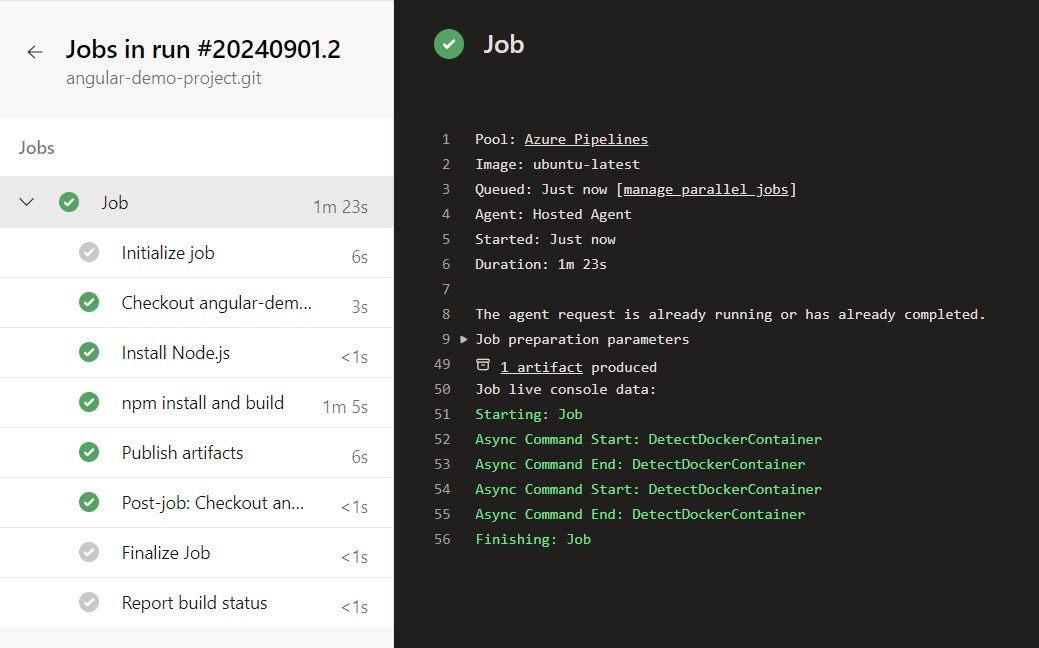 Jobs in run #20240901.2
angular-demo-project.git
Jobs
Job 1m 23s
Initialize job 6s
Checkout angular-dem... 3s
Install Node.js <1s
npm install and build 1m 5s
Publish artifacts 6s
Post-job: Checkout an... <1s
Finalize Job <1s
Report build status <1s
Job
1 Pool: Azure Pipelines
2 Image: ubuntu-latest
3 Queued: Just now [manage parallel jobs]
4 Agent: Hosted Agent
5 Started: Just now
6 Duration: 1m 23s
7
8 The agent request is already running or has already completed.
9 Job preparation parameters
49 1 artifact produced
50 Job live console data:
51 Starting: Job
52 Async Command Start: DetectDockerContainer
53 Async Command End: DetectDockerContainer
54 Async Command Start: DetectDockerContainer
55 Async Command End: DetectDockerContainer
56 Finishing: Job